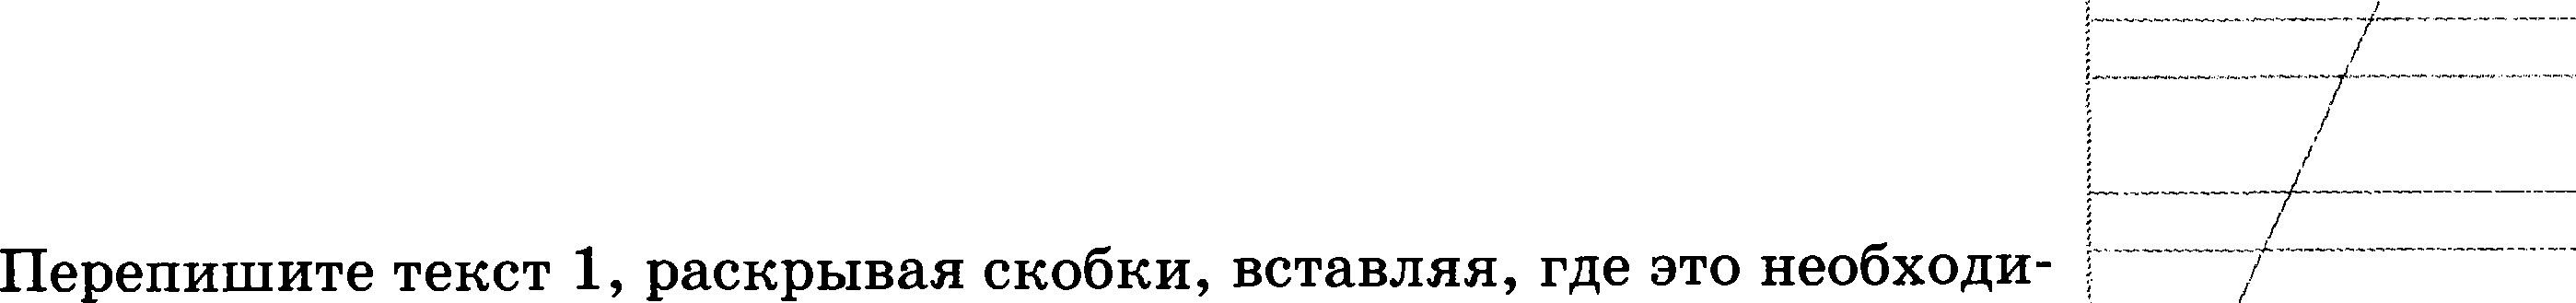 Перепишите текст 1, раскрывая скобки, вставляя, где это необходи-